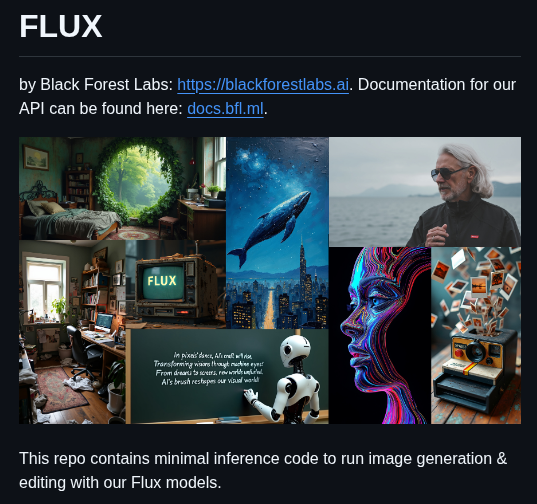 FLUX
by Black Forest Labs: https://blackforestlabs.ai. Documentation for our
API can be found here: docs.bfl.ml.
FLUX
In pixels' dance, AI's craft will rise,
Transforming visions through machine eyes!
From dreams to screens, new worlds unfurled,
AI's brush reshapes our visual world!
This repo contains minimal inference code to run image generation &
editing with our Flux models.